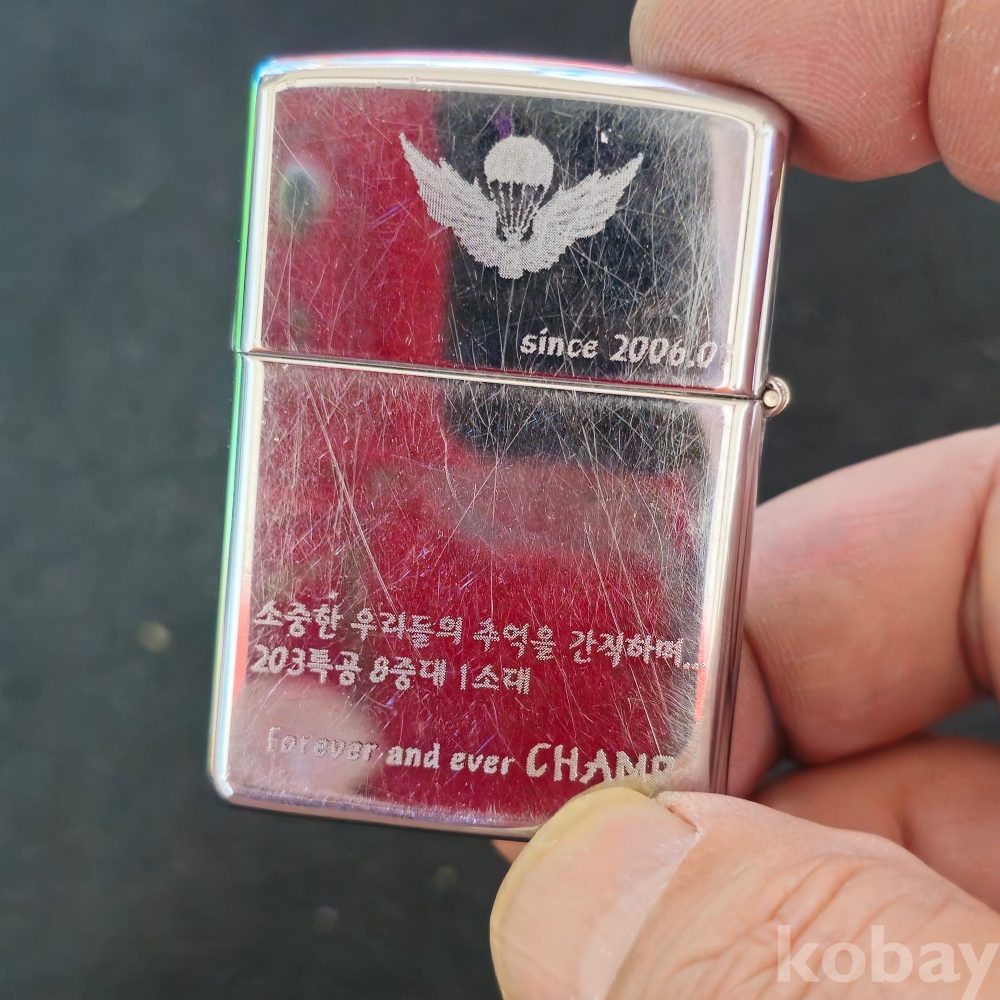 since 2006.0
소중한 우리들의 추억을 간직하며...
203특공 8중대 1소대
forever and ever CHAMP
kobay